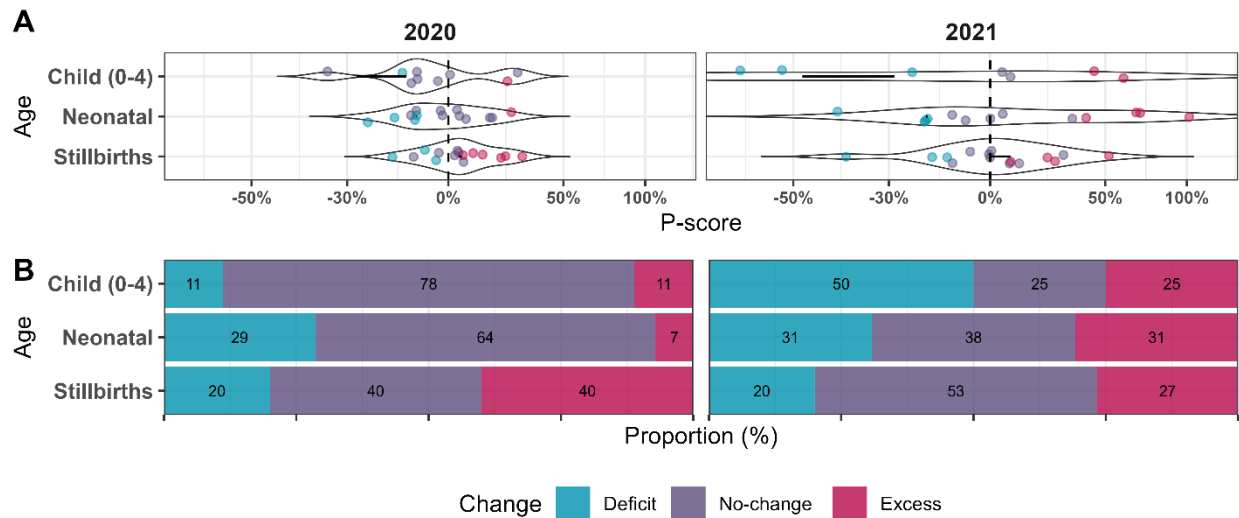 A
2020 2021
Age
Child (0-4)
Neonatal
Stillbirths
-50% -30% 0% 50% 100% -50% -30% 0% 50% 100%
P-score
B
Age
Child (0-4) 11 78 11 50 25 25
Neonatal 29 64 7 31 38 31
Stillbirths 20 40 40 20 53 27
Proportion (%)
Change Deficit No-change Excess